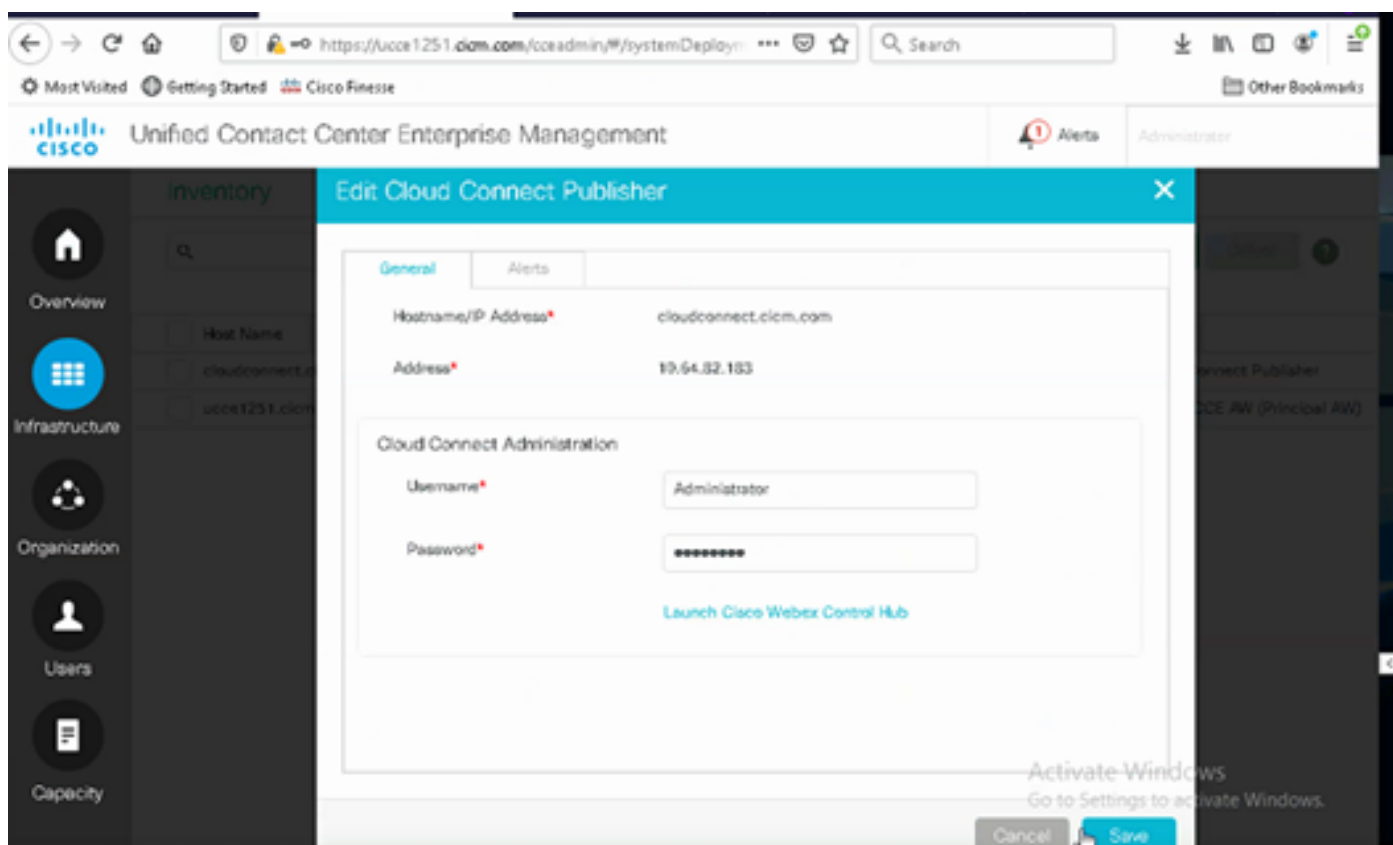 https://ucce1251.cicm.com/cceadmin/#/systemDeploym
Search
Most Visited
Getting Started
Cisco Finesse
Other Bookmarks
CISCO
Unified Contact Center Enterprise Management
1
Alerts
Administrator
Inventory
Edit Cloud Connect Publisher
General
Alerts
Overview
Hostname/IP Address*
cloudconnect.cicm.com
Host Name
Address*
10.64.82.183
cloudconnect.c
onnect Publisher
ucce1251.cicm
CCE AW (Principal AW)
Infrastructure
Cloud Connect Administration
Username*
Administrator
Organization
Password*
Launch Cisco Webex Control Hub
Users
Capacity
Activate Windows
Go to Settings to activate Windows.
Cancel
Save